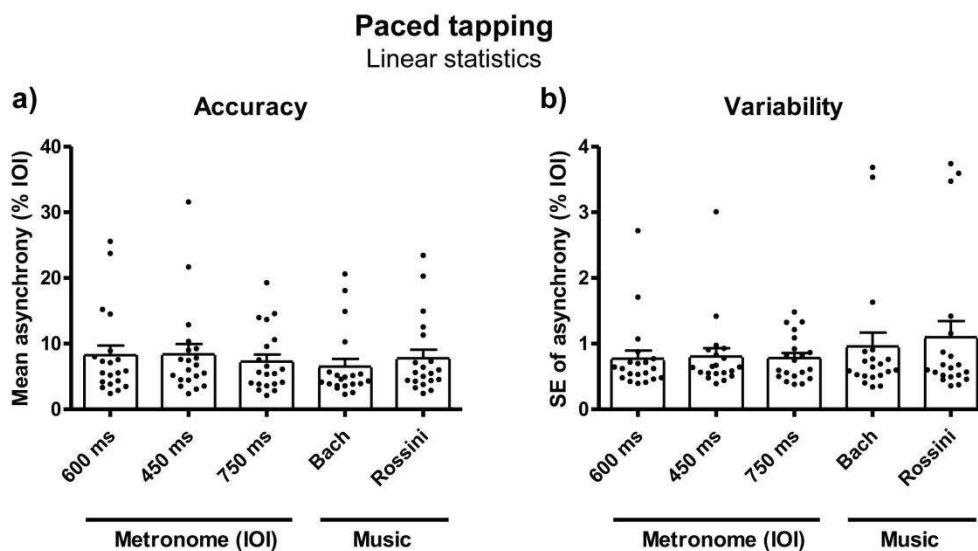 Paced tapping
Linear statistics
a)
Accuracy
Mean asynchrony (% IOI)
40
30
20
10
0
600 ms
450 ms
750 ms
Bach
Rossini
Metronome (IOI)
Music
b)
Variability
SE of asynchrony (% IOI)
4
3
2
1
0
600 ms
450 ms
750 ms
Bach
Rossini
Metronome (IOI)
Music